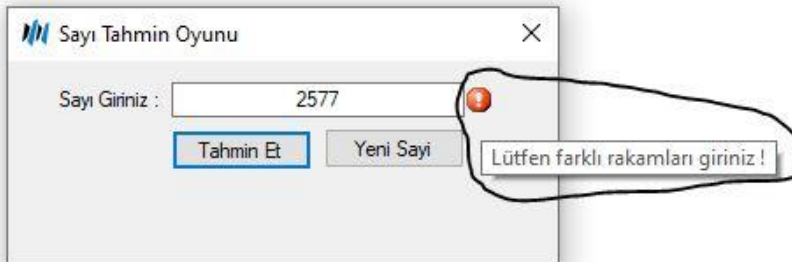 Sayı Tahmin Oyunu
Sayı Giriniz : 2577
Tahmin Et Yeni Sayi
Lütfen farklı rakamları giriniz !